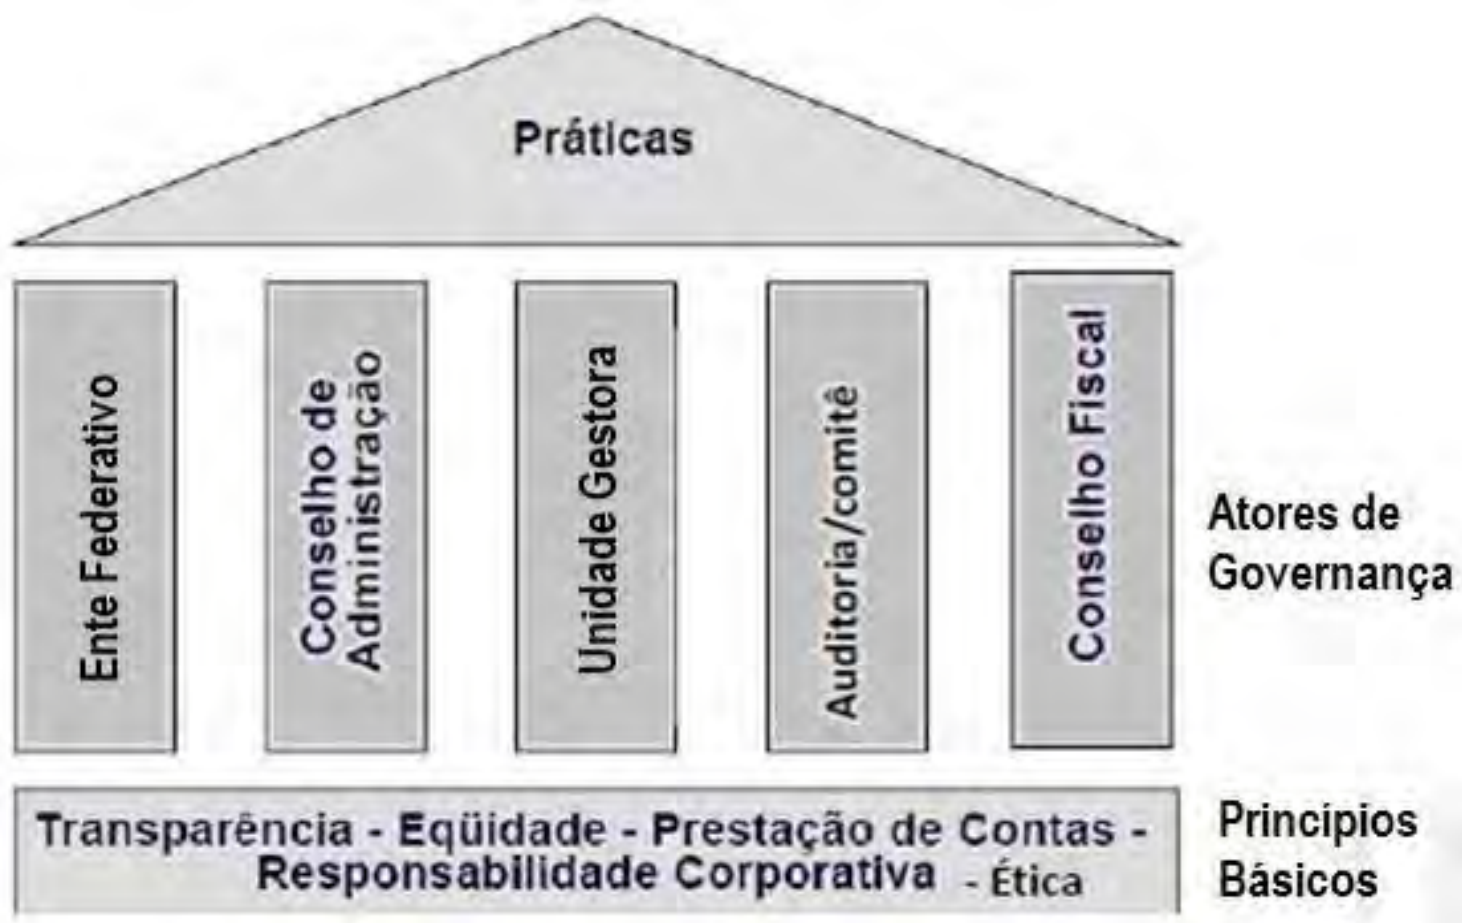 Práticas
Ente Federativo
Conselho de
Administração
Unidade Gestora
Auditoria/comitê
Conselho Fiscal
Atores de
Governança
Transparência - Eqüidade - Prestação de Contas -
Responsabilidade Corporativa - Ética
Princípios
Básicos